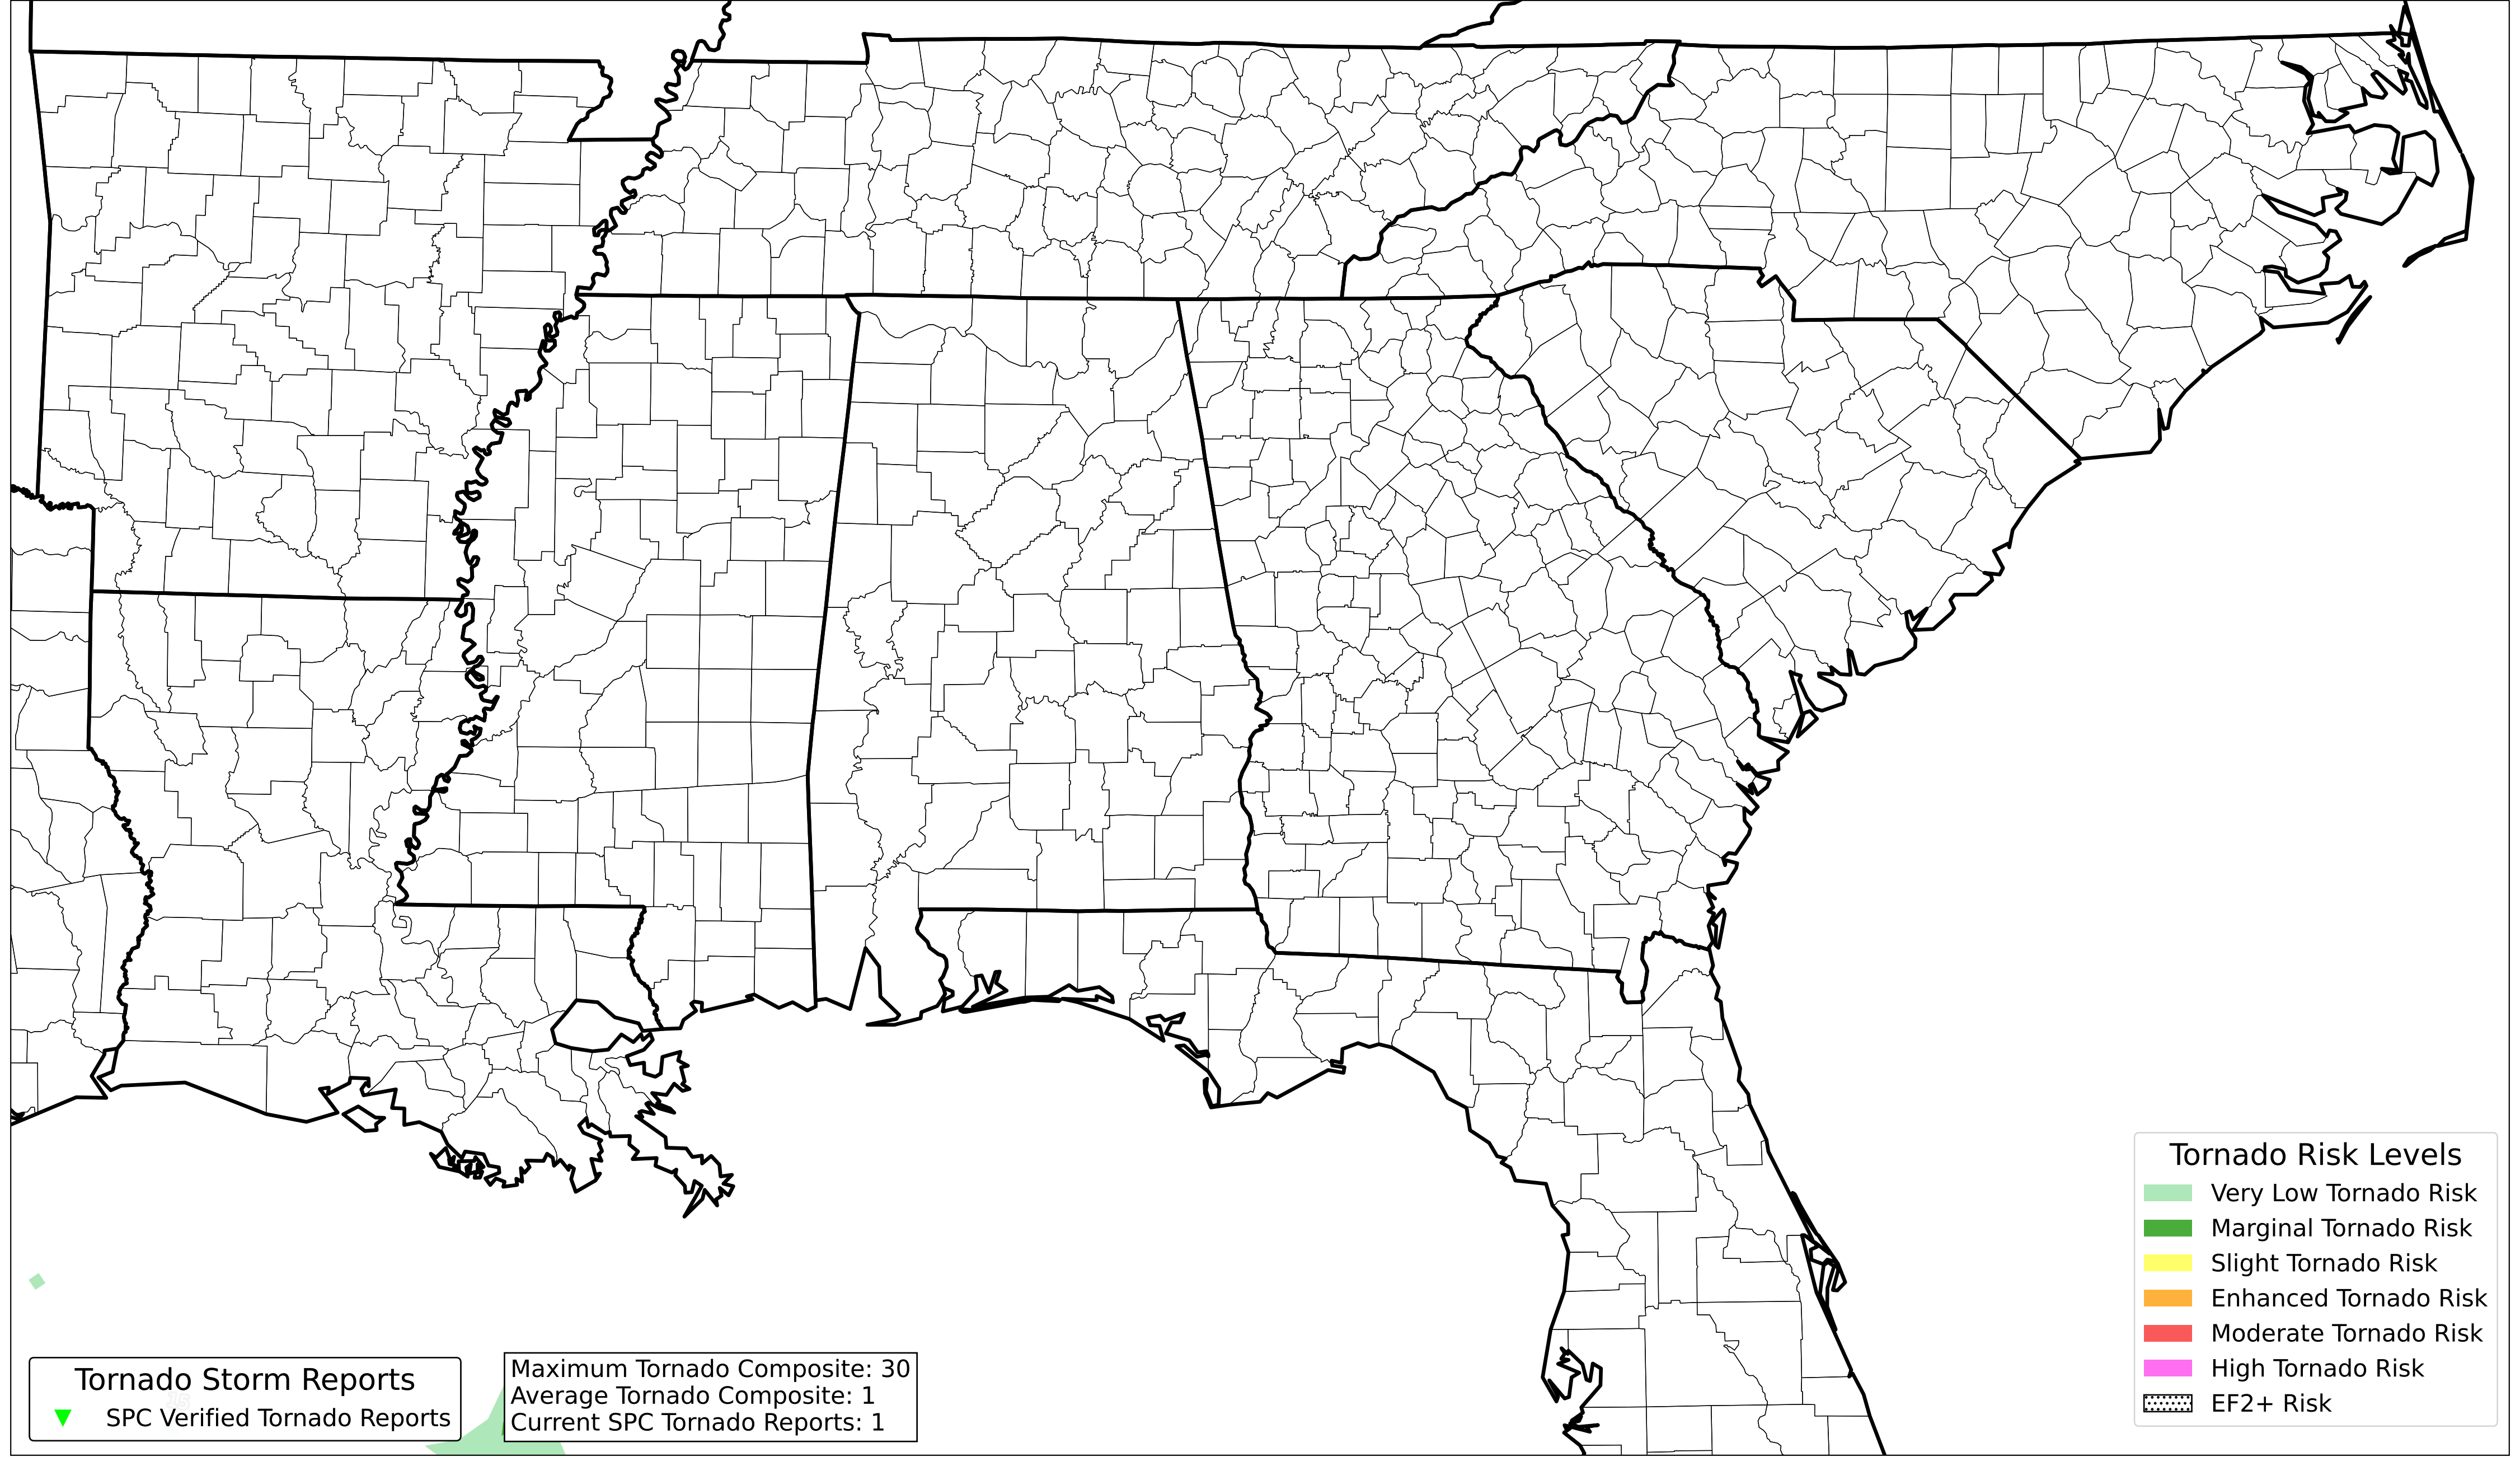 Tornado Storm Reports
SPC Verified Tornado Reports
Maximum Tornado Composite: 30
Average Tornado Composite: 1
Current SPC Tornado Reports: 1
Tornado Risk Levels
Very Low Tornado Risk
Marginal Tornado Risk
Slight Tornado Risk
Enhanced Tornado Risk
Moderate Tornado Risk
High Tornado Risk
EF2+ Risk